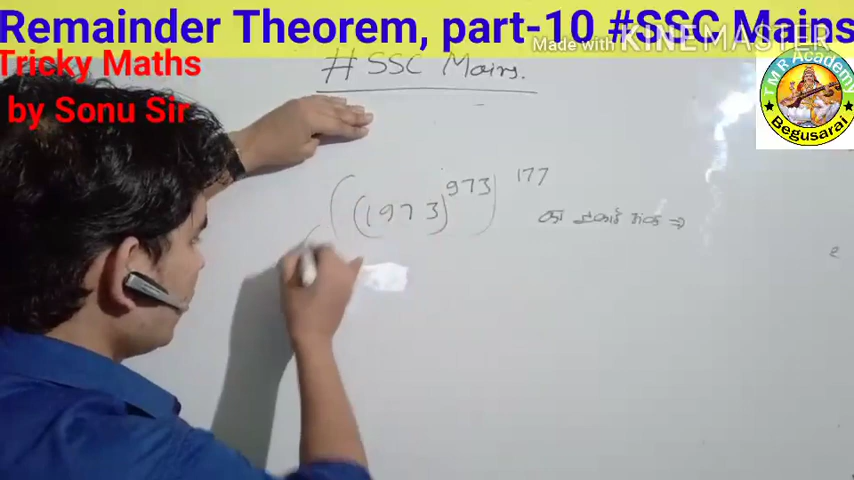 Remainder Theorem, part-10 #SSC Mains
Made with KINEMASTER
Tricky Maths
by Sonu Sir
TMR Academy
Begusarai
#SSC Mains.
((1973)^973)^177 का इकाई अंक ⇒